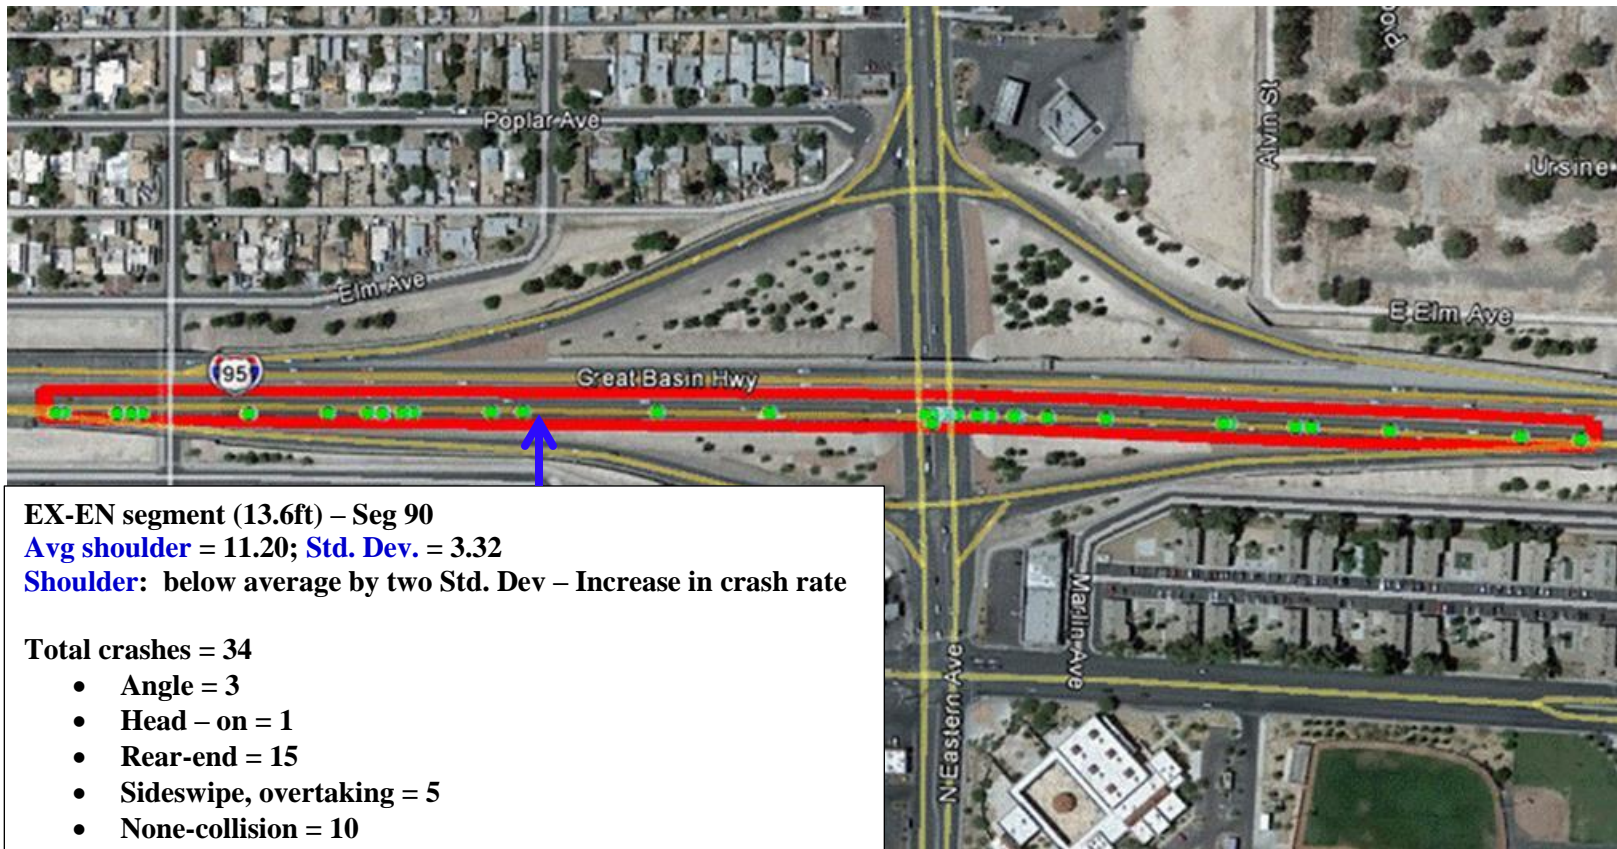 Poplar Ave
Alvin St
Ursine
Elm Ave
E Elm Ave
95
Great Basin Hwy
EX-EN segment (13.6ft) – Seg 90
Avg shoulder = 11.20; Std. Dev. = 3.32
Shoulder: below average by two Std. Dev – Increase in crash rate
Total crashes = 34
• Angle = 3
• Head – on = 1
• Rear-end = 15
• Sideswipe, overtaking = 5
• None-collision = 10
Marlin Ave
N Eastern Ave